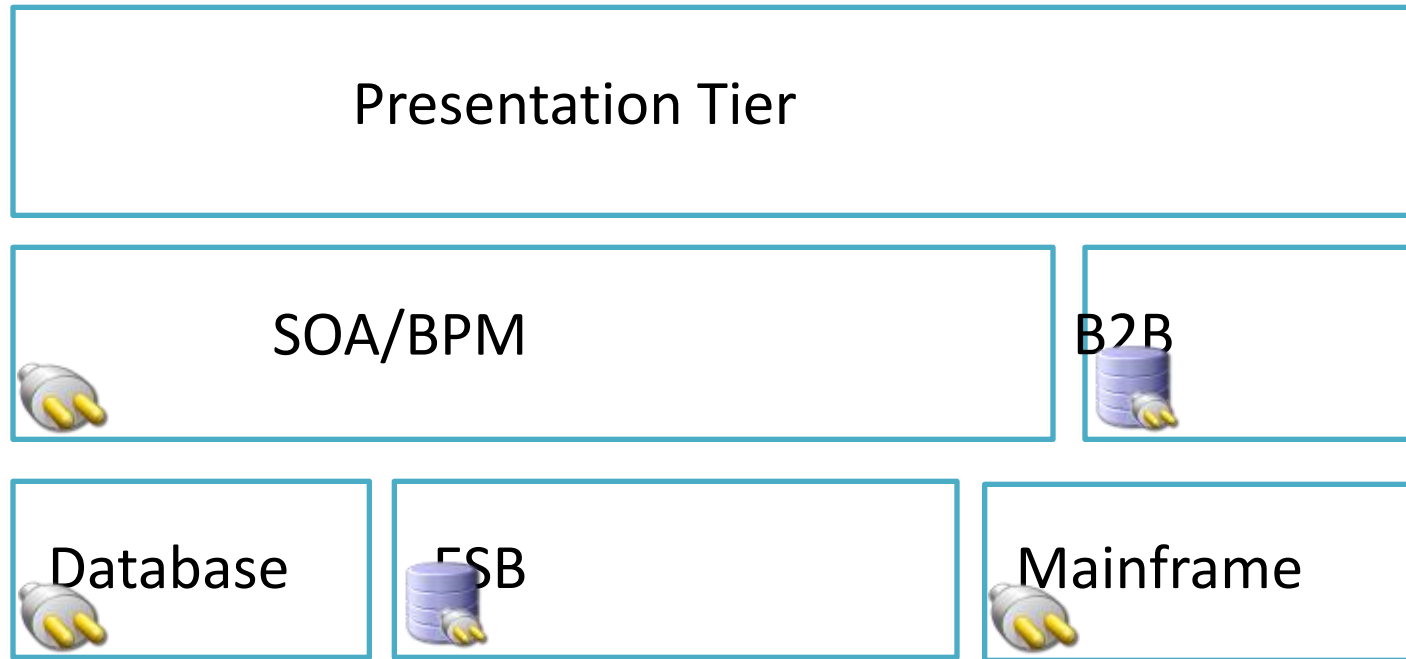 Presentation Tier
SOA/BPM
B2B
Database
ESB
Mainframe